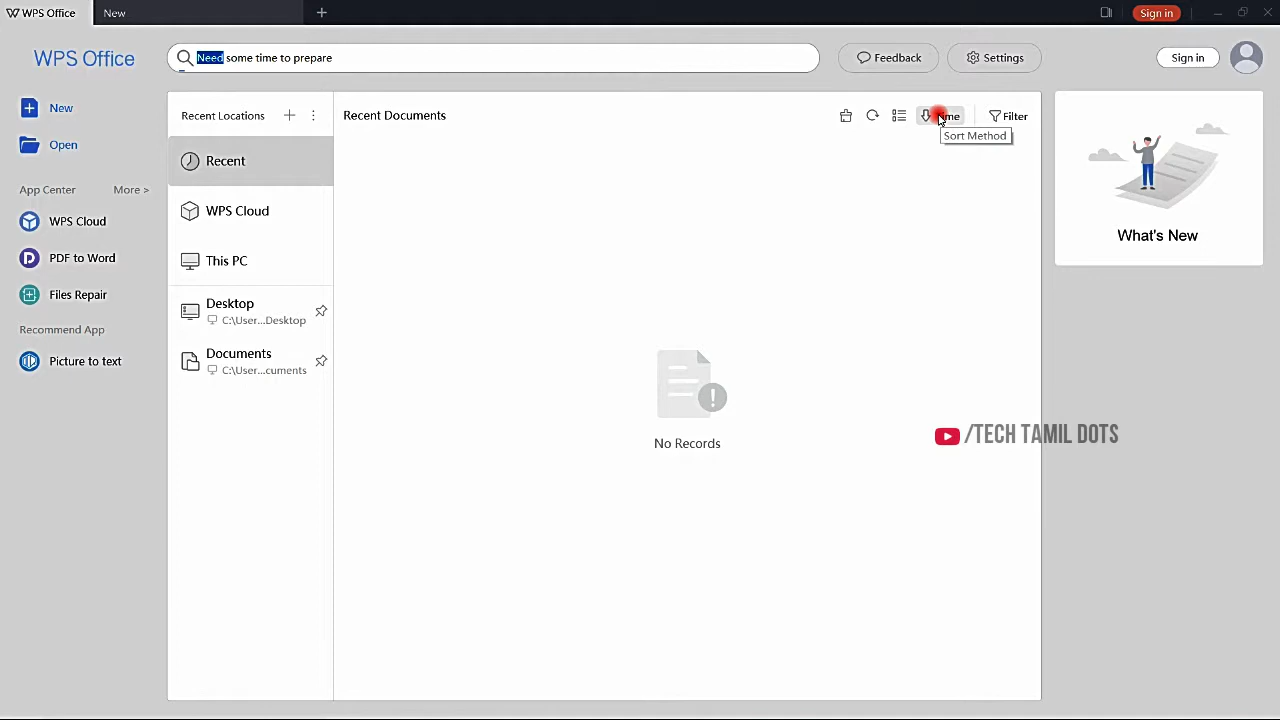 WPS Office
New
Sign in
WPS Office
Need some time to prepare
Feedback
Settings
Sign in
New
Open
App Center
More >
WPS Cloud
PDF to Word
Files Repair
Recommend App
Picture to text
Recent Locations
Recent
WPS Cloud
This PC
Desktop
C:\User...Desktop
Documents
C:\User...cuments
Recent Documents
Filter
Sort Method
No Records
What's New
/TECH TAMIL DOTS